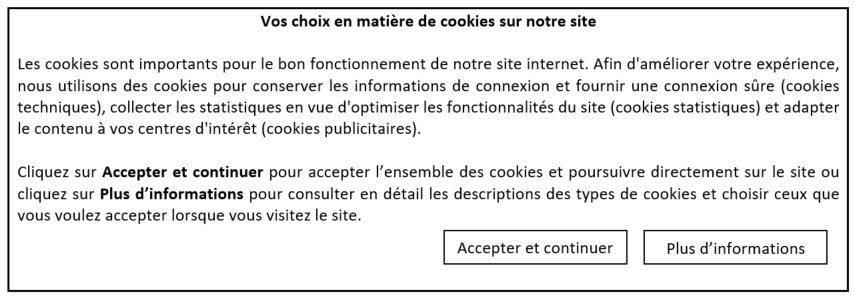 Vos choix en matière de cookies sur notre site
Les cookies sont importants pour le bon fonctionnement de notre site internet. Afin d'améliorer votre expérience,
nous utilisons des cookies pour conserver les informations de connexion et fournir une connexion sûre (cookies
techniques), collecter les statistiques en vue d'optimiser les fonctionnalités du site (cookies statistiques) et adapter
le contenu à vos centres d'intérêt (cookies publicitaires).
Cliquez sur Accepter et continuer pour accepter l’ensemble des cookies et poursuivre directement sur le site ou
cliquez sur Plus d’informations pour consulter en détail les descriptions des types de cookies et choisir ceux que
vous voulez accepter lorsque vous visitez le site.
Accepter et continuer
Plus d’informations